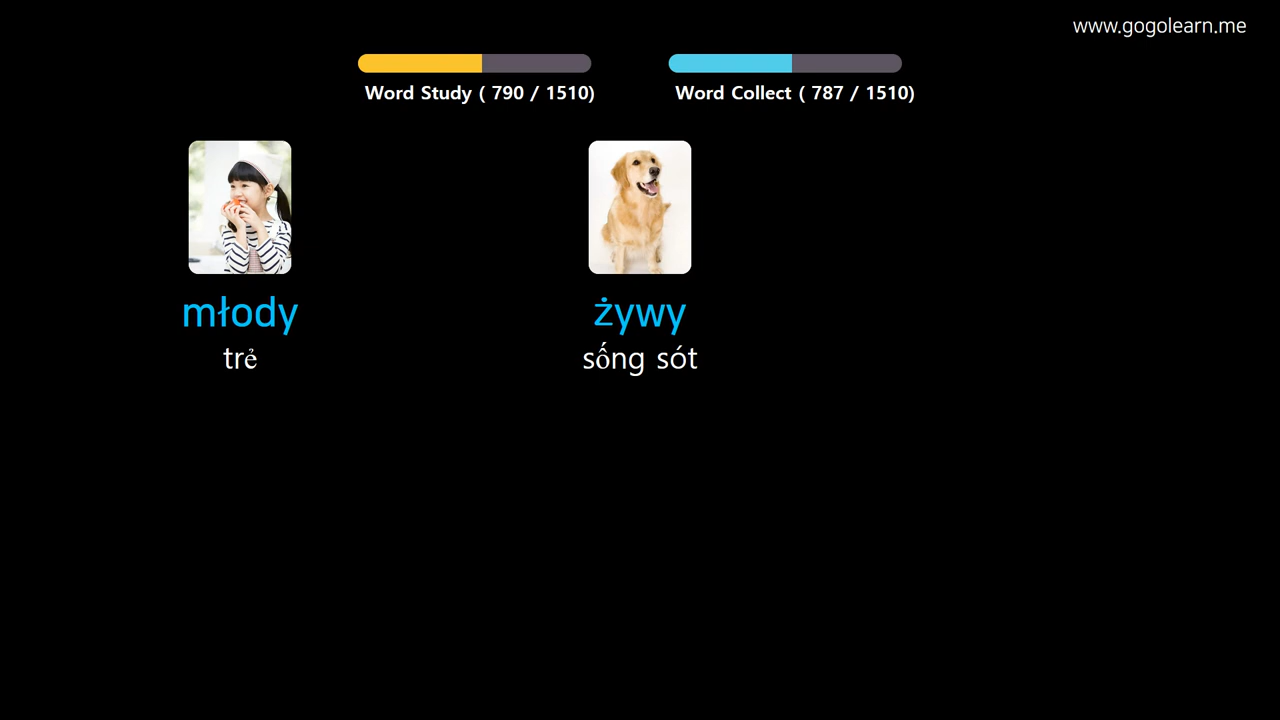 www.gogolearn.me
Word Study ( 790 / 1510)
Word Collect ( 787 / 1510)
młody
trẻ
żywy
sống sót